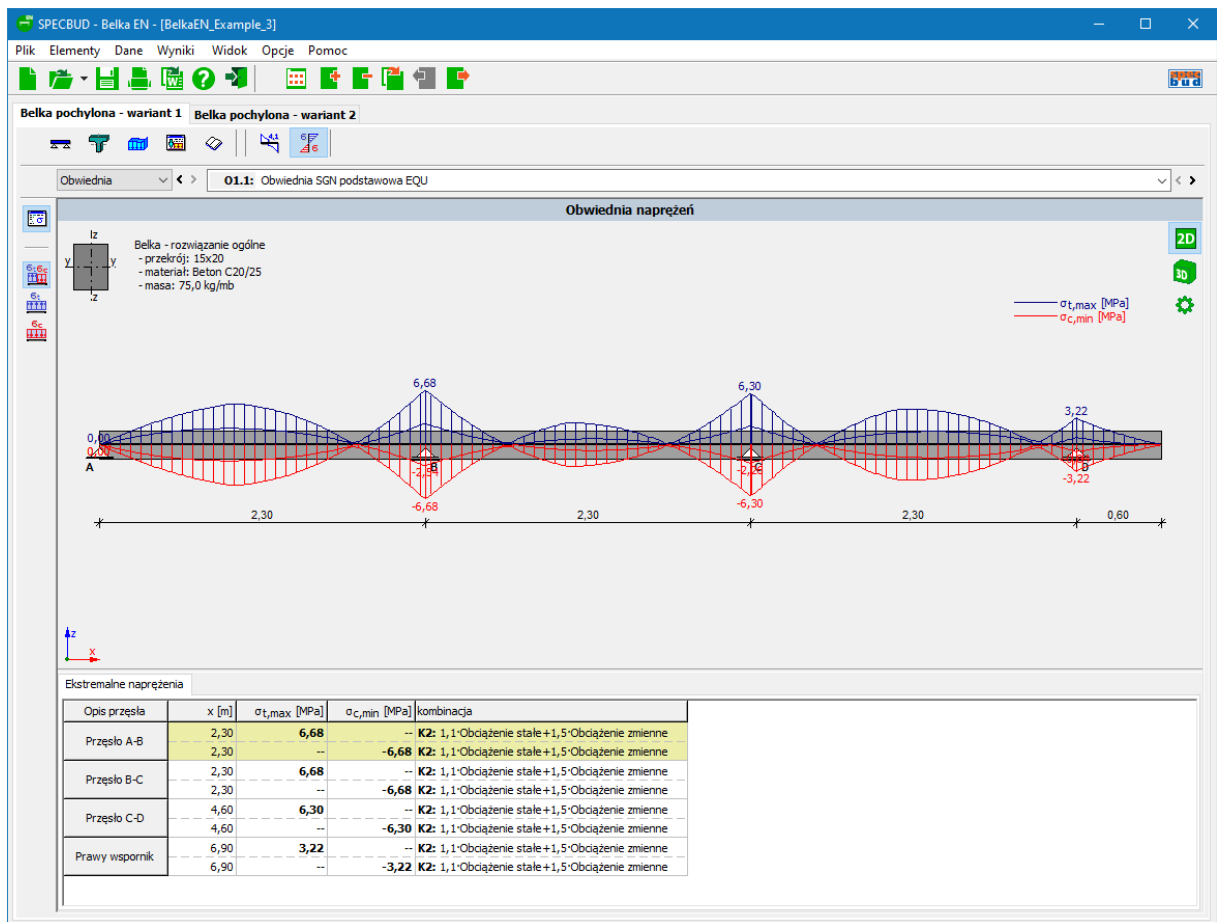 SPECBUD - Belka EN - [BelkaEN_Example_3]
Plik Elementy Dane Wyniki Widok Opcje Pomoc
spec bud
Belka pochylona - wariant 1 Belka pochylona - wariant 2
Obwiednia O1.1: Obwiednia SGN podstawowa EQU
Obwiednia naprężeń
z
y y
z
Belka - rozwiązanie ogólne
- przekrój: 15x20
- materiał: Beton C20/25
- masa: 75,0 kg/mb
2D
3D
σt,max [MPa]
σc,min [MPa]
6,68 6,30 3,22
0,00
0,00
A B C D
-6,68 -6,30 -3,22
2,30 2,30 2,30 0,60
z
x
Ekstremalne naprężenia
Opis przęsła x [m] σt,max [MPa] σc,min [MPa] kombinacja
Przęsło A-B
2,30 6,68 -- K2: 1,1·Obciążenie stałe+1,5·Obciążenie zmienne
2,30 -- -6,68 K2: 1,1·Obciążenie stałe+1,5·Obciążenie zmienne
Przęsło B-C
2,30 6,68 -- K2: 1,1·Obciążenie stałe+1,5·Obciążenie zmienne
2,30 -- -6,68 K2: 1,1·Obciążenie stałe+1,5·Obciążenie zmienne
Przęsło C-D
4,60 6,30 -- K2: 1,1·Obciążenie stałe+1,5·Obciążenie zmienne
4,60 -- -6,30 K2: 1,1·Obciążenie stałe+1,5·Obciążenie zmienne
Prawy wspornik
6,90 3,22 -- K2: 1,1·Obciążenie stałe+1,5·Obciążenie zmienne
6,90 -- -3,22 K2: 1,1·Obciążenie stałe+1,5·Obciążenie zmienne